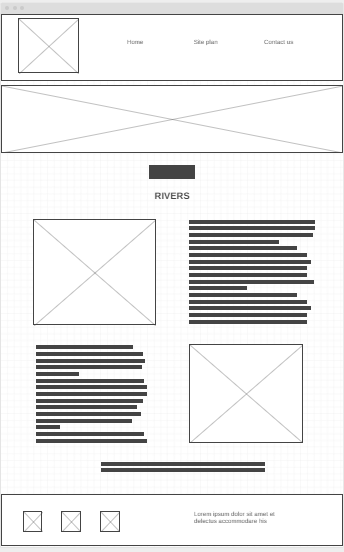 Home
Site plan
Contact us
RIVERS
Lorem ipsum dolor sit amet et
delectus accommodare his